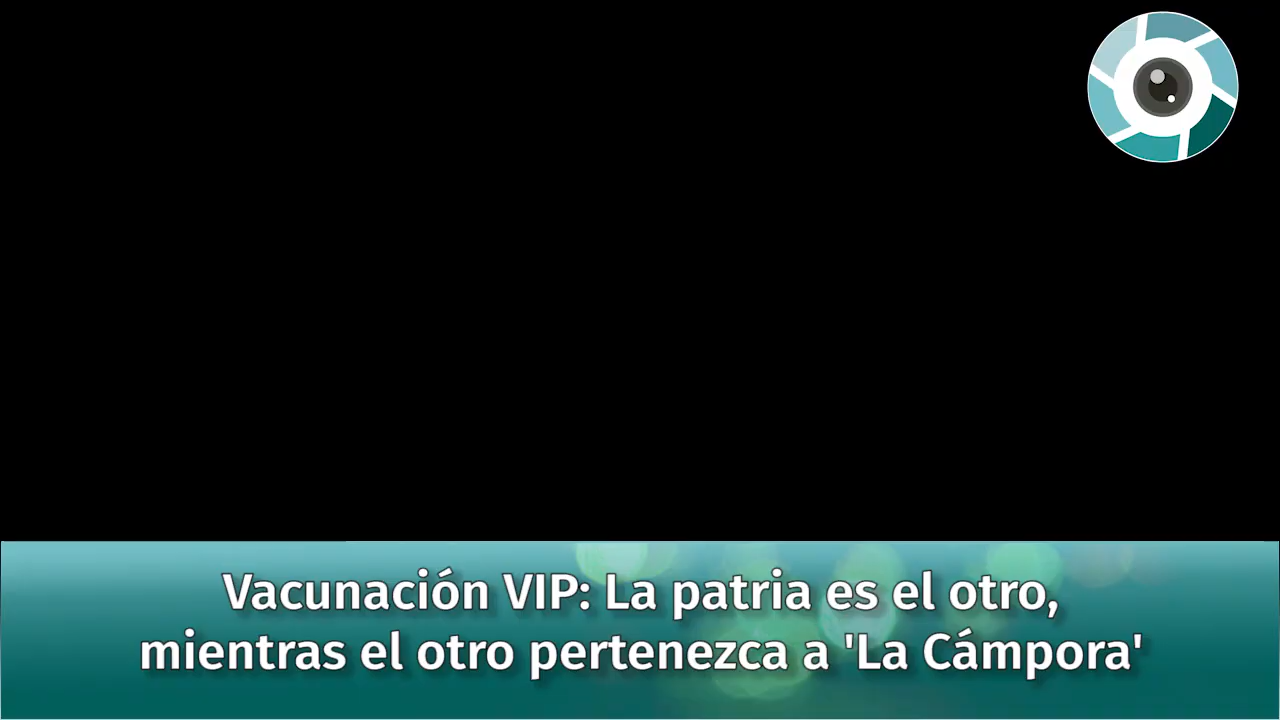 Vacunación VIP: La patria es el otro,
mientras el otro pertenezca a 'La Cámpora'